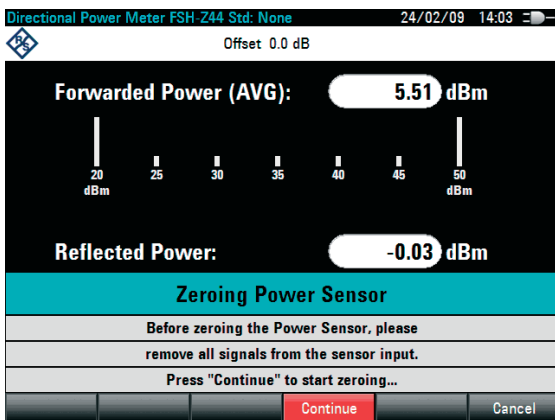 Directional Power Meter FSH-Z44 Std: None 24/02/09 14:03
R&S Offset 0.0 dB
Forwarded Power (AVG): 5.51 dBm
20 25 30 35 40 45 50
dBm dBm
Reflected Power: -0.03 dBm
Zeroing Power Sensor
Before zeroing the Power Sensor, please
remove all signals from the sensor input.
Press "Continue" to start zeroing...
Continue Cancel